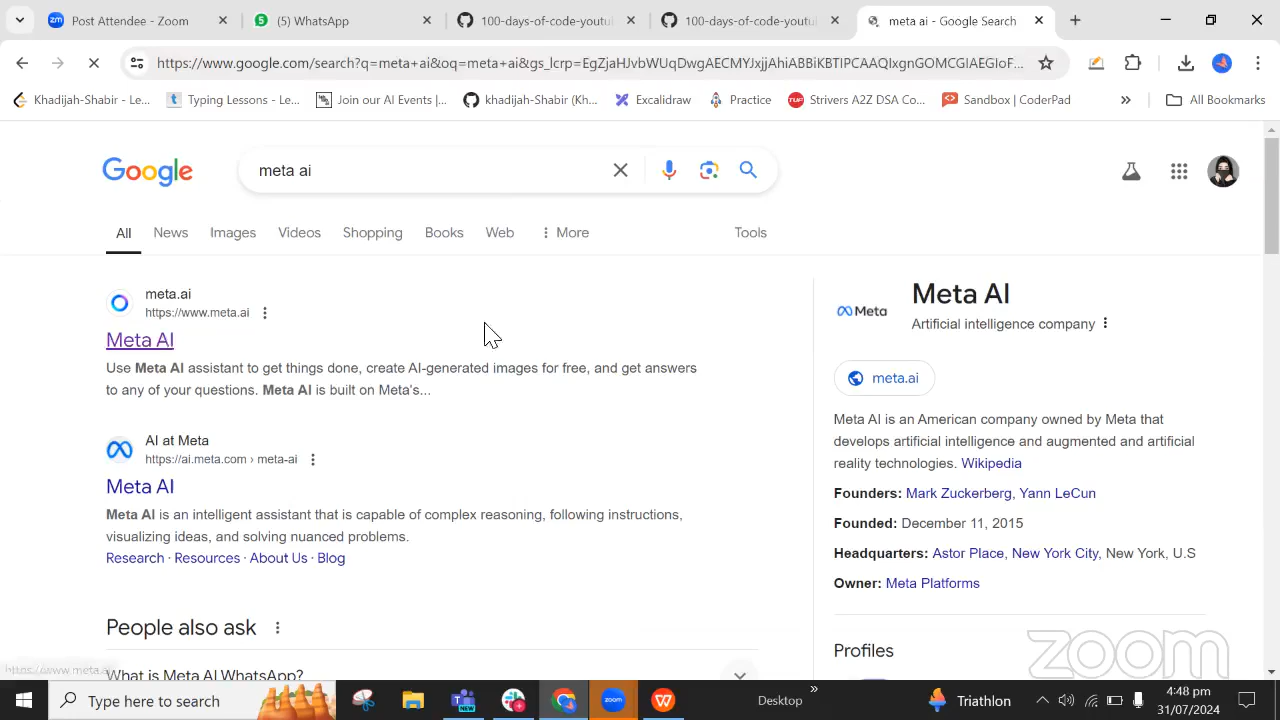 Post Attendee - Zoom
(5) WhatsApp
100-days-of-code-youtu
100-days-of-code-youtu
meta ai - Google Search
https://www.google.com/search?q=meta+ai&oq=meta+ai&gs_lcrp=EgZjaHJvbWUqDwgAECMYJxjjAhiABBiKBTIPCAAQIxgnGOMCGIAEGIoF...
Khadijah-Shabir - Le...
Typing Lessons - Le...
Join our AI Events |...
khadijah-Shabir (Kh...
Excalidraw
Practice
Strivers A2Z DSA Co...
Sandbox | CoderPad
All Bookmarks
Google
meta ai
All
News
Images
Videos
Shopping
Books
Web
More
Tools
meta.ai
https://www.meta.ai
Meta AI
Use Meta AI assistant to get things done, create AI-generated images for free, and get answers
to any of your questions. Meta AI is built on Meta's...
AI at Meta
https://ai.meta.com › meta-ai
Meta AI
Meta AI is an intelligent assistant that is capable of complex reasoning, following instructions,
visualizing ideas, and solving nuanced problems.
Research · Resources · About Us · Blog
People also ask
What is Meta AI WhatsApp?
Meta
Meta AI
Artificial intelligence company
meta.ai
Meta AI is an American company owned by Meta that
develops artificial intelligence and augmented and artificial
reality technologies. Wikipedia
Founders: Mark Zuckerberg, Yann LeCun
Founded: December 11, 2015
Headquarters: Astor Place, New York City, New York, U.S
Owner: Meta Platforms
Profiles
zoom
https://www.meta.ai
Type here to search
NEW
zoom
Desktop
Triathlon
4:48 pm
31/07/2024